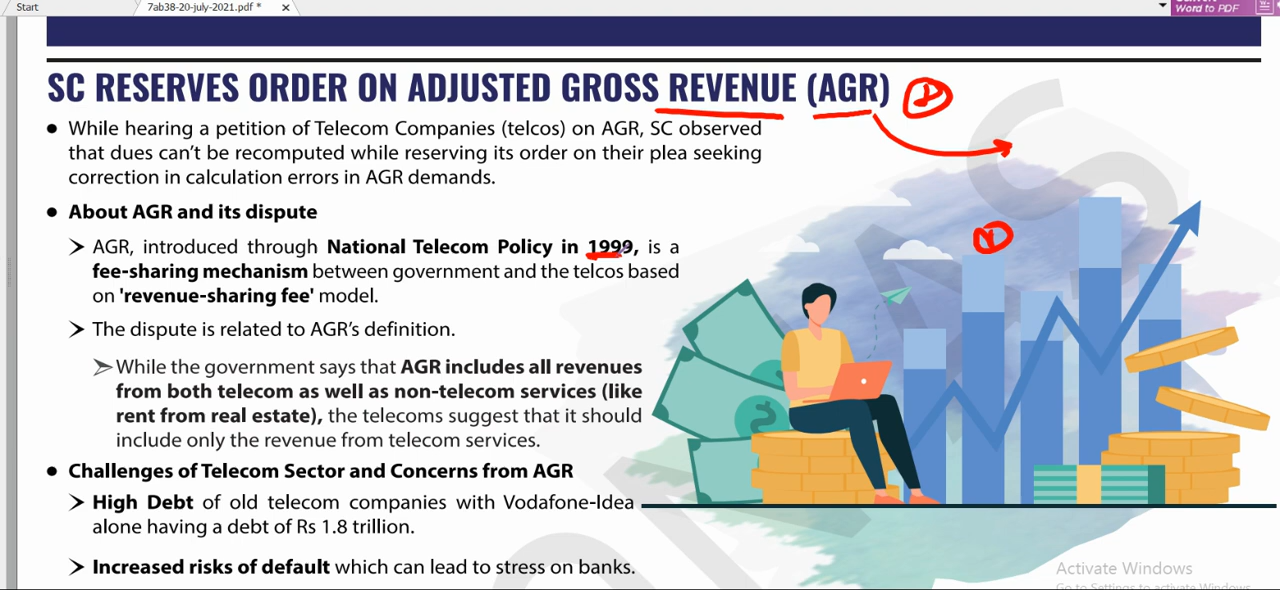 Start
7ab38-20-july-2021.pdf *
Word to PDF
SC RESERVES ORDER ON ADJUSTED GROSS REVENUE (AGR)
● While hearing a petition of Telecom Companies (telcos) on AGR, SC observed
that dues can't be recomputed while reserving its order on their plea seeking
correction in calculation errors in AGR demands.
● About AGR and its dispute
➢ AGR, introduced through National Telecom Policy in 1999, is a
fee-sharing mechanism between government and the telcos based
on 'revenue-sharing fee' model.
➢ The dispute is related to AGR's definition.
➢ While the government says that AGR includes all revenues
from both telecom as well as non-telecom services (like
rent from real estate), the telecoms suggest that it should
include only the revenue from telecom services.
● Challenges of Telecom Sector and Concerns from AGR
➢ High Debt of old telecom companies with Vodafone-Idea
alone having a debt of Rs 1.8 trillion.
➢ Increased risks of default which can lead to stress on banks.
Activate Windows
Go to Settings to activate Windows.